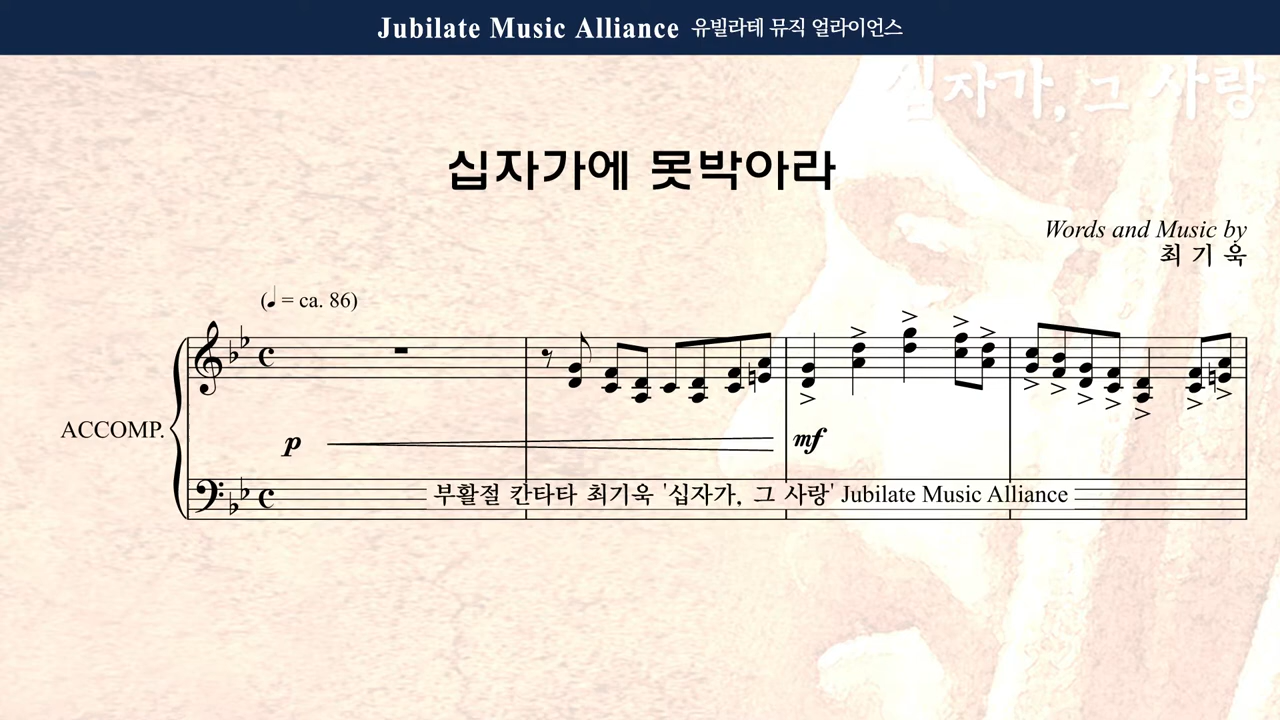 Jubilate Music Alliance 유빌라테 뮤직 얼라이언스
십자가, 그 사랑
십자가에 못박아라
Words and Music by
최 기 욱
(♩ = ca. 86)
ACCOMP.
p
mf
부활절 칸타타 최기욱 '십자가, 그 사랑' Jubilate Music Alliance